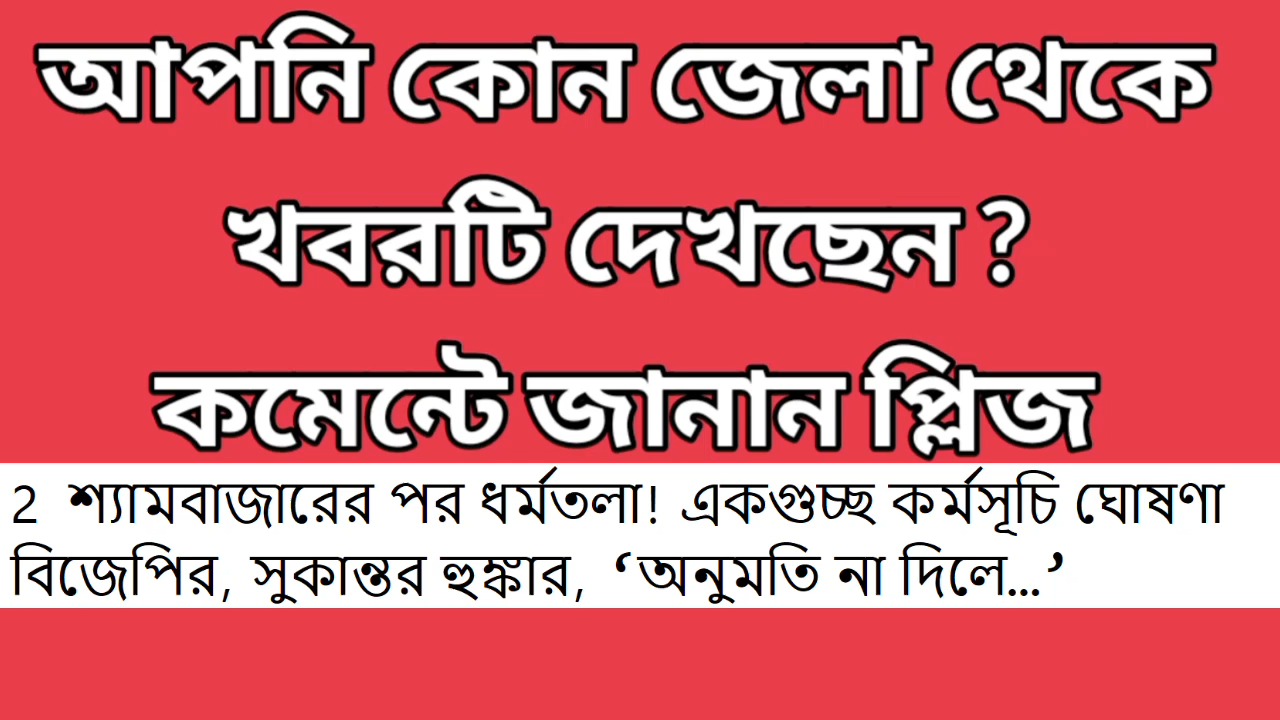 আপনি কোন জেলা থেকে
খবরটি দেখছেন ?
কমেন্টে জানান প্লিজ
2 শ্যামবাজারের পর ধর্মতলা! একগুচ্ছ কর্মসূচি ঘোষণা
বিজেপির, সুকান্তর হুঙ্কার, ‘অনুমতি না দিলে...’